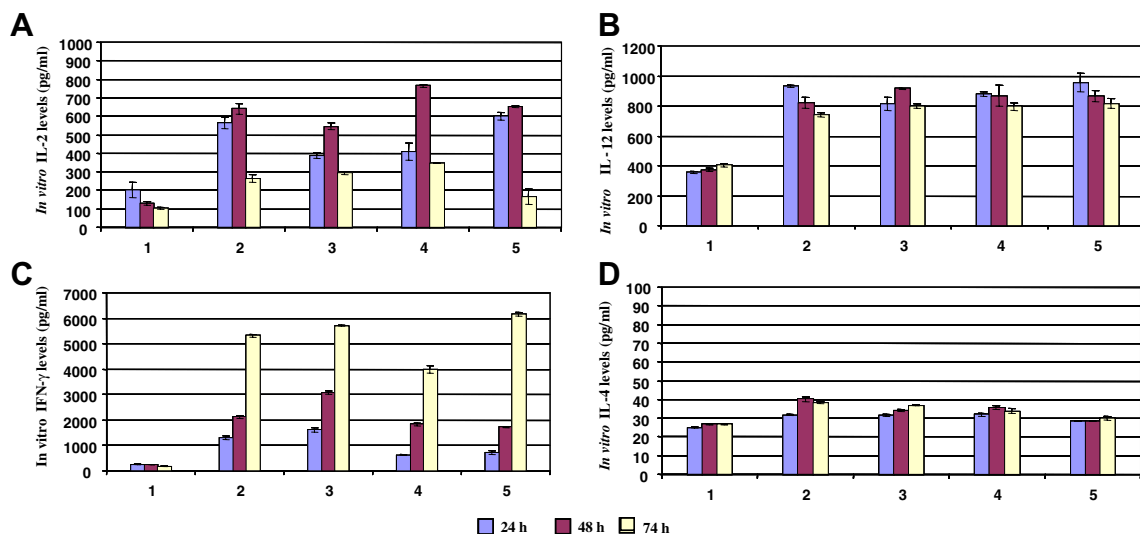 A
In vitro IL-2 levels (pg/ml)
1000
900
800
700
600
500
400
300
200
100
0
1 2 3 4 5
B
In vitro IL-12 levels (pg/ml)
1200
1000
800
600
400
200
0
1 2 3 4 5
C
In vitro IFN-γ levels (pg/ml)
7000
6000
5000
4000
3000
2000
1000
0
1 2 3 4 5
D
In vitro IL-4 levels (pg/ml)
100
90
80
70
60
50
40
30
20
10
0
1 2 3 4 5
24 h 48 h 74 h